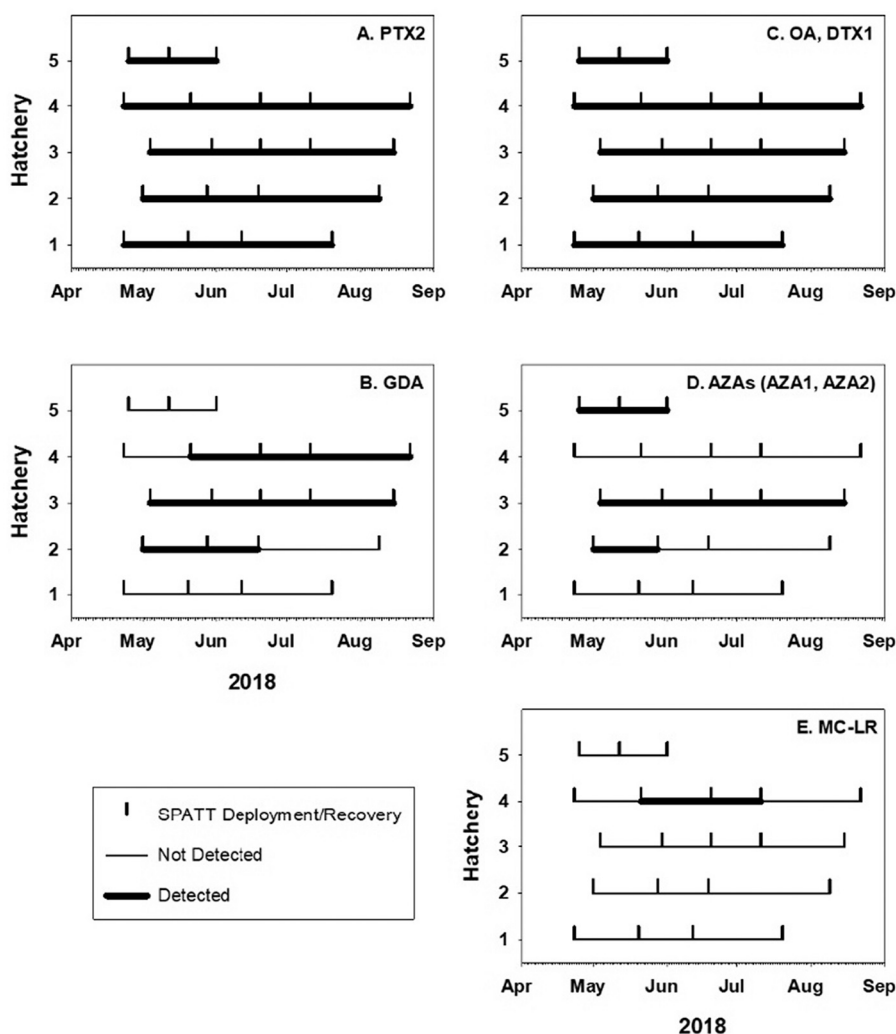 A. PTX2
Hatchery
5
4
3
2
1
Apr May Jun Jul Aug Sep
C. OA, DTX1
5
4
3
2
1
Apr May Jun Jul Aug Sep
B. GDA
Hatchery
5
4
3
2
1
Apr May Jun Jul Aug Sep
2018
D. AZAs (AZA1, AZA2)
5
4
3
2
1
Apr May Jun Jul Aug Sep
SPATT Deployment/Recovery
Not Detected
Detected
E. MC-LR
Hatchery
5
4
3
2
1
Apr May Jun Jul Aug Sep
2018